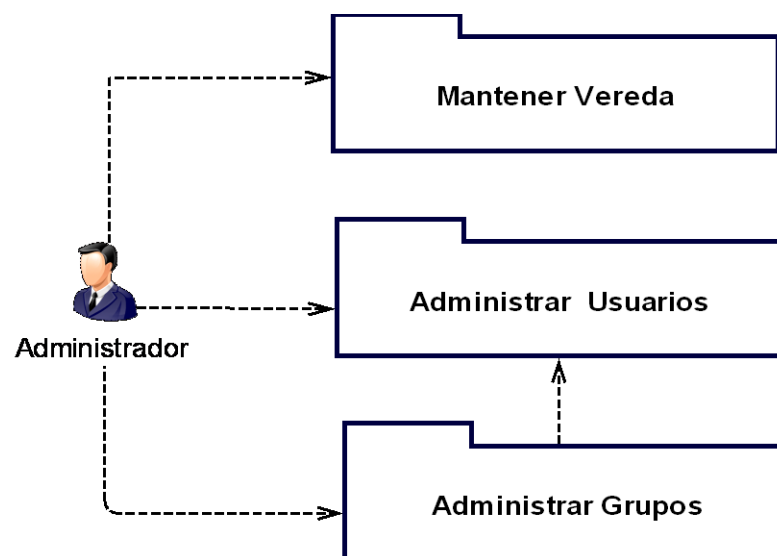 Mantener Vereda
Administrar Usuarios
Administrador
Administrar Grupos